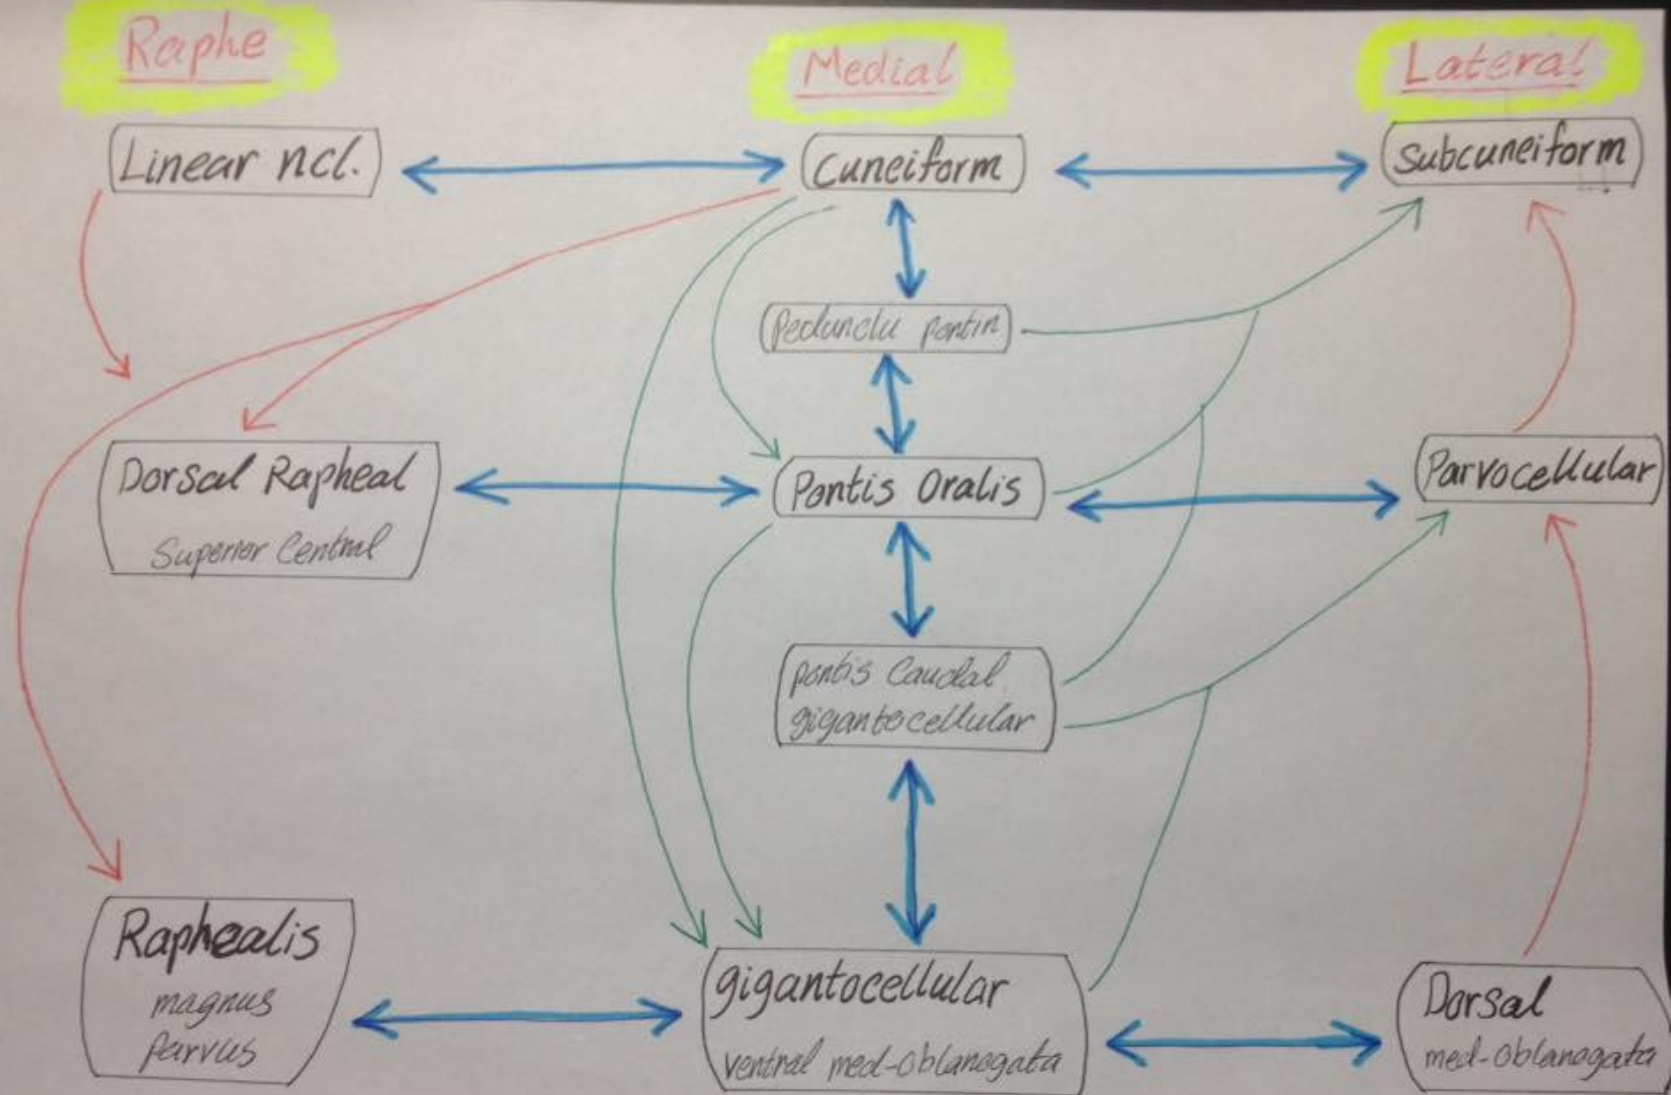 Raphe
Medial
Lateral
Linear ncl.
Cuneiform
Subcuneiform
Pedunclu pontin
Dorsal Rapheal
Superior Central
Pontis Oralis
Parvocellular
pontis Caudal
gigantocellular
Raphealis
magnus
Parvus
gigantocellular
ventral med-oblanogata
Dorsal
med-oblanogata